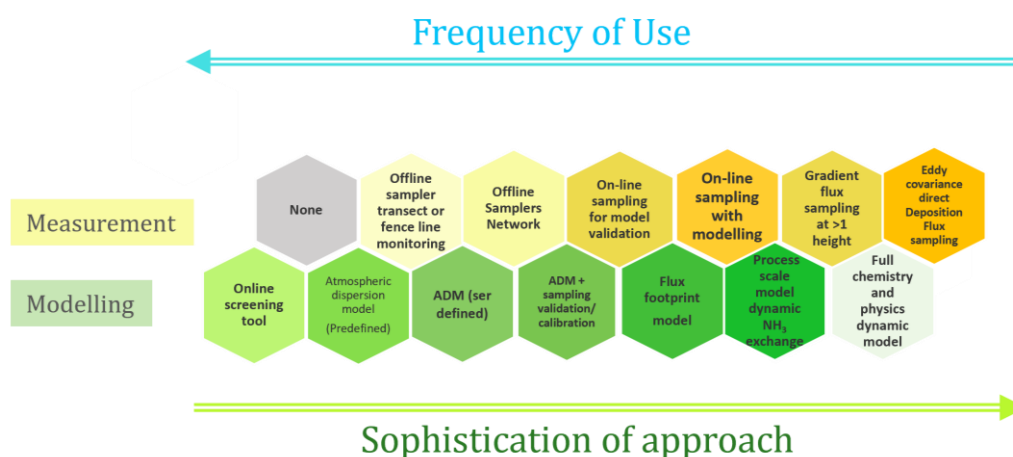 Frequency of Use
Measurement
None
Offline
sampler
transect or
fence line
monitoring
Offline
Samplers
Network
On-line
sampling
for model
validation
On-line
sampling
with
modelling
Gradient
flux
sampling
at >1
height
Eddy
covariance
direct
Deposition
Flux
sampling
Modelling
Online
screening
tool
Atmospheric
dispersion
model
(Predefined)
ADM (ser
defined)
ADM +
sampling
validation/
calibration
Flux
footprint
model
Process
scale
model
dynamic
NH₃
exchange
Full
chemistry
and
physics
dynamic
model
Sophistication of approach